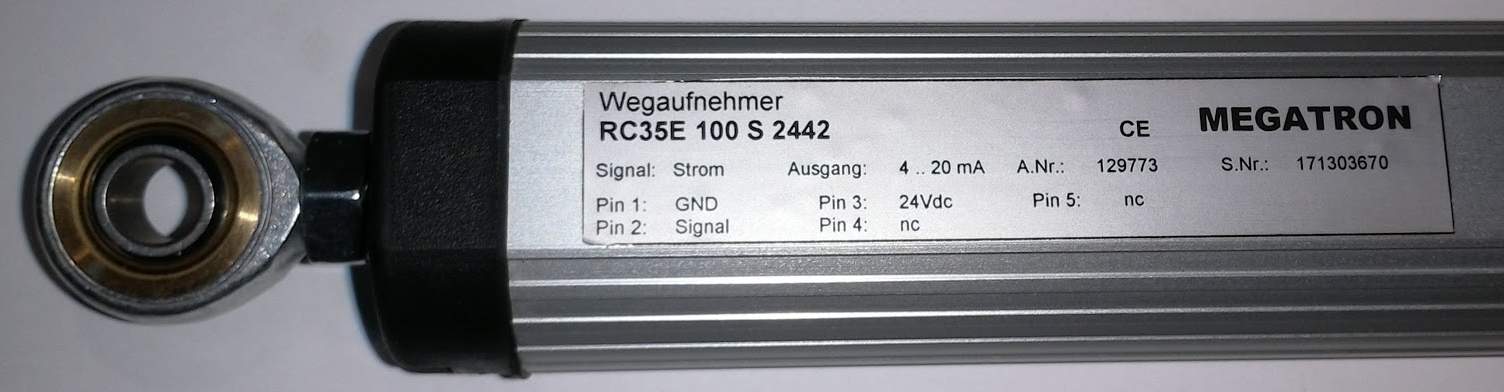 Wegaufnehmer
RC35E 100 S 2442 CE MEGATRON
Signal: Strom Ausgang: 4 .. 20 mA A.Nr.: 129773 S.Nr.: 171303670
Pin 1: GND Pin 3: 24Vdc Pin 5: nc
Pin 2: Signal Pin 4: nc